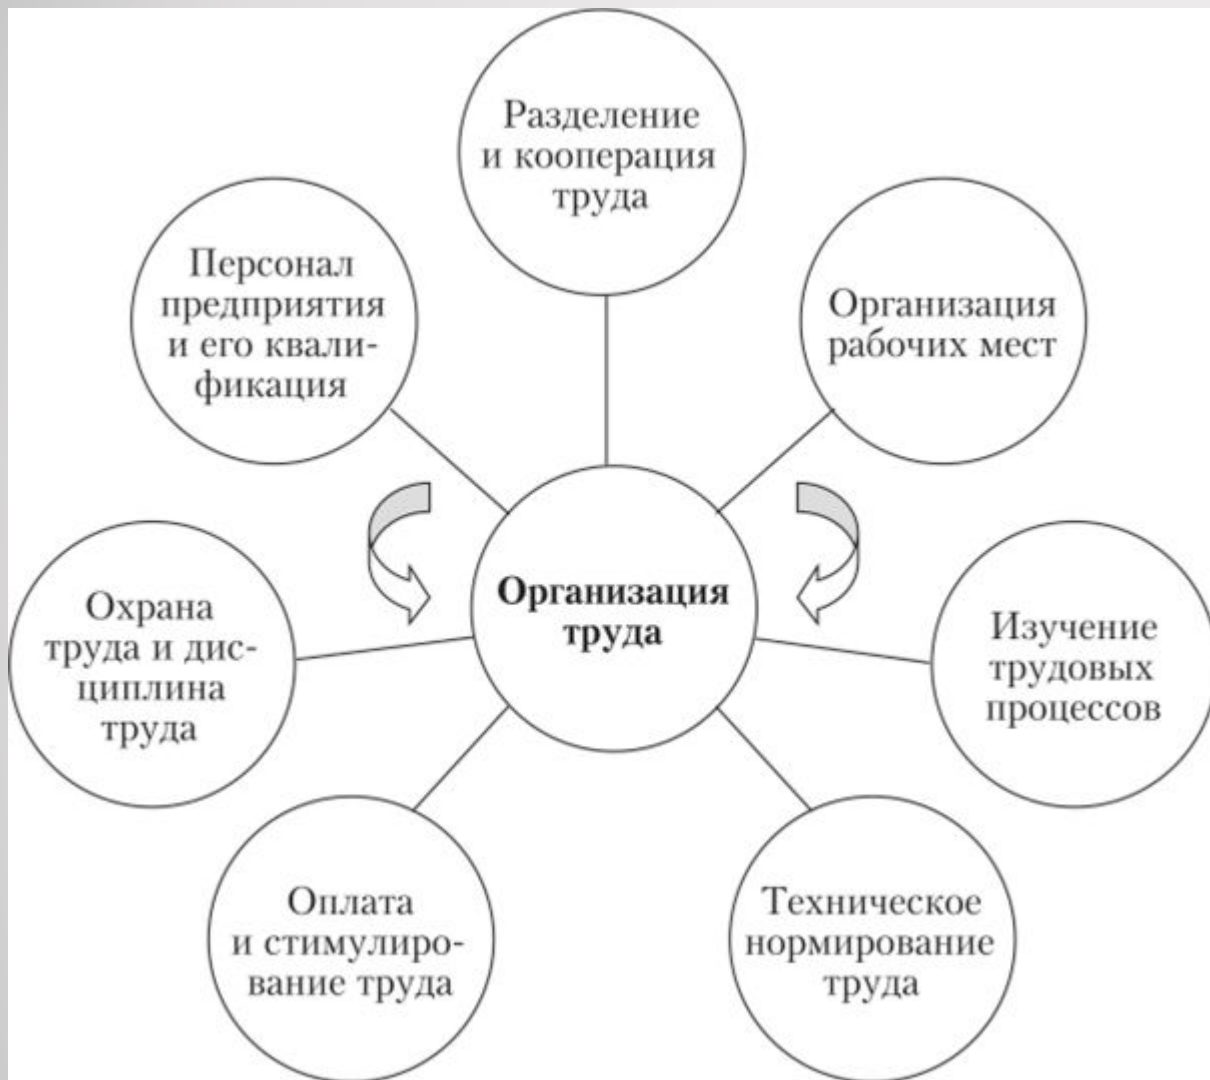 Разделение
и кооперация
труда
Персонал
предприятия
и его квали-
фикация
Организация
рабочих мест
Организация
труда
Охрана
труда и дис-
циплина
труда
Изучение
трудовых
процессов
Оплата
и стимулиро-
вание труда
Техническое
нормирование
труда